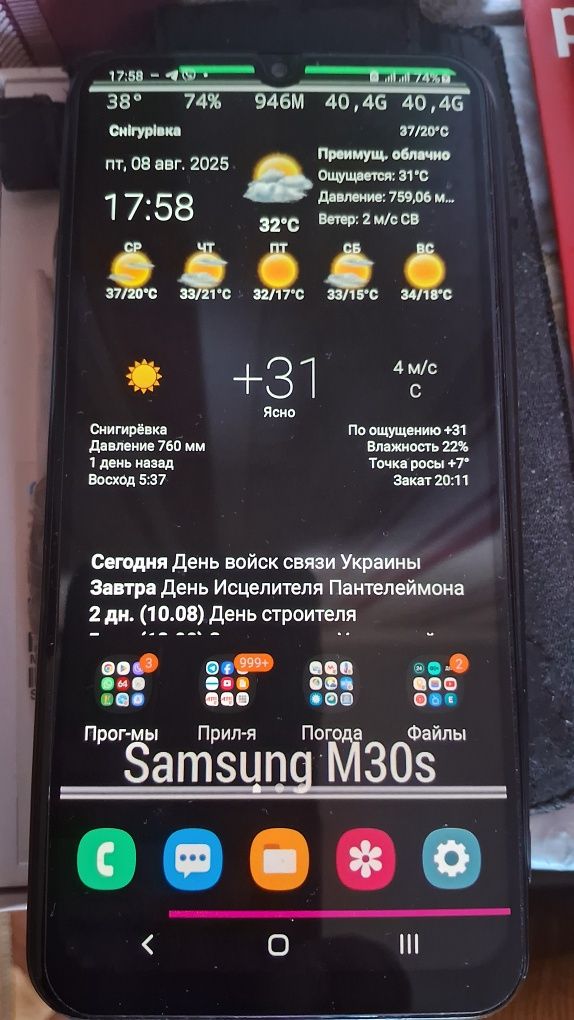 17:58
74%
38° 74% 946M 40,4G 40,4G
Снігурівка 37/20°C
пт, 08 авг. 2025
17:58
32°C
Преимущ. облачно
Ощущается: 31°C
Давление: 759,06 м...
Ветер: 2 м/с СВ
СР ЧТ ПТ СБ ВС
37/20°C 33/21°C 32/17°C 33/15°C 34/18°C
+31
Ясно
4 м/с
С
Снигирёвка
Давление 760 мм
1 день назад
Восход 5:37
По ощущению +31
Влажность 22%
Точка росы +7°
Закат 20:11
Сегодня День войск связи Украины
Завтра День Исцелителя Пантелеймона
2 дн. (10.08) День строителя
3 999+ 2
Прог-мы Прил-я Погода Файлы
Samsung M30s